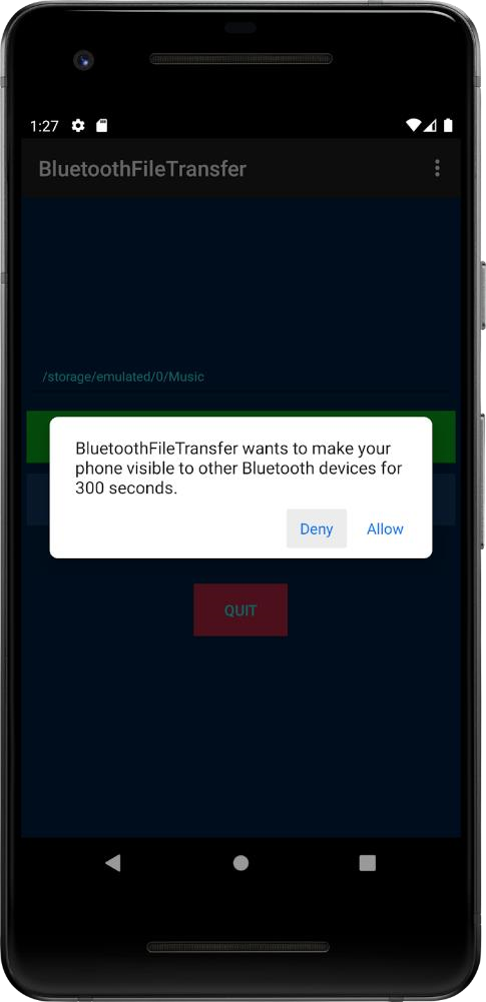 1:27
BluetoothFileTransfer
/storage/emulated/0/Music
BluetoothFileTransfer wants to make your
phone visible to other Bluetooth devices for
300 seconds.
Deny Allow
QUIT